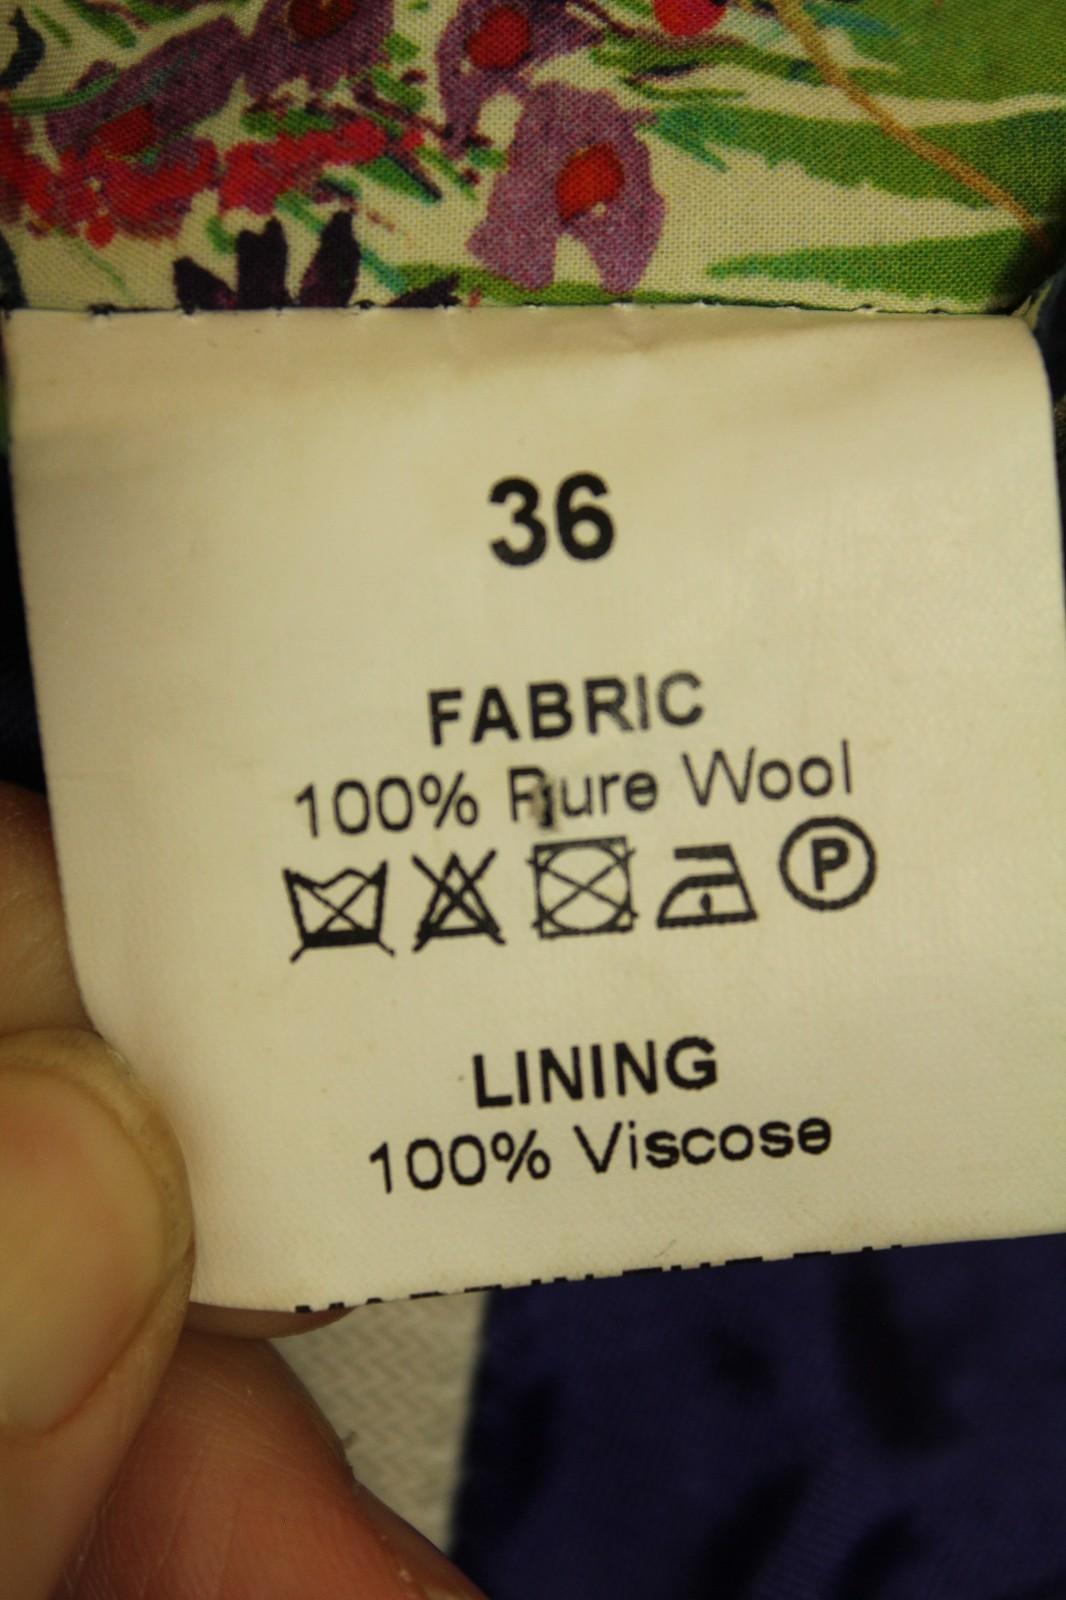 36
FABRIC
100% Pure Wool
P
LINING
100% Viscose